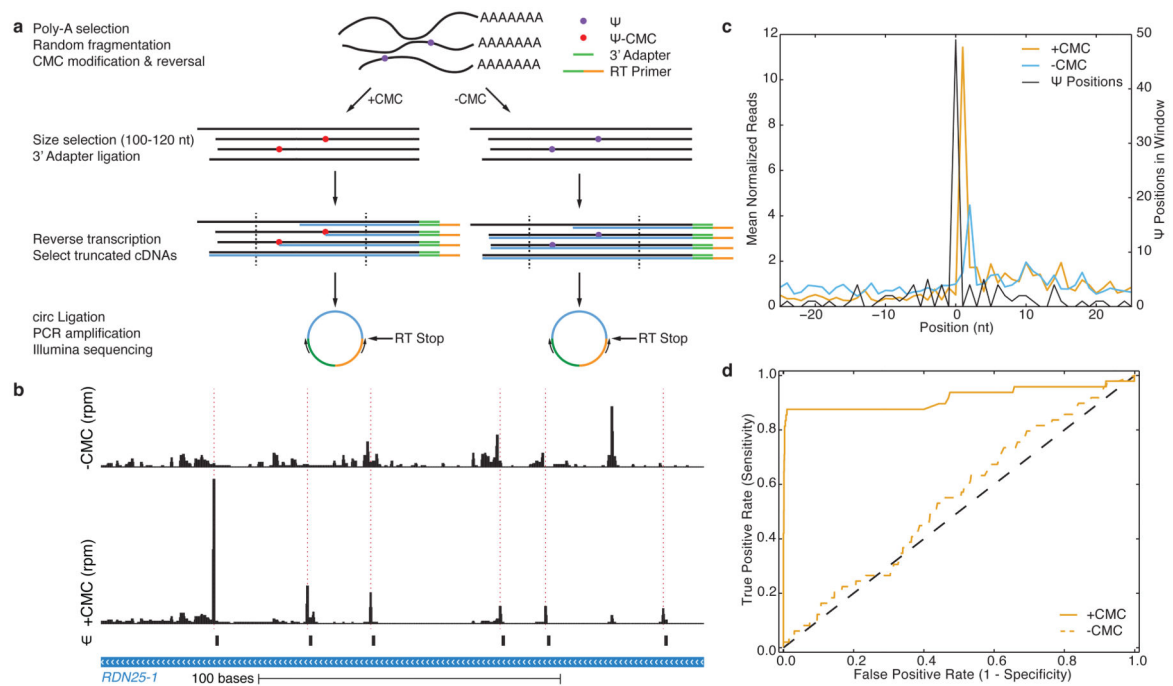 a
Poly-A selection
Random fragmentation
CMC modification & reversal
AAAAAAA
AAAAAAA
AAAAAAA
Ψ
Ψ-CMC
3' Adapter
RT Primer
+CMC
-CMC
Size selection (100-120 nt)
3' Adapter ligation
Reverse transcription
Select truncated cDNAs
circ Ligation
PCR amplification
Illumina sequencing
RT Stop
RT Stop
b
-CMC (rpm)
+CMC (rpm)
Ψ
RDN25-1
100 bases
c
Mean Normalized Reads
12
10
8
6
4
2
0
+CMC
-CMC
Ψ Positions
50
40
30
20
10
0
Ψ Positions in Window
-20
-10
0
10
20
Position (nt)
d
True Positive Rate (Sensitivity)
1.0
0.8
0.6
0.4
0.2
0.0
+CMC
-CMC
0.0
0.2
0.4
0.6
0.8
1.0
False Positive Rate (1 - Specificity)